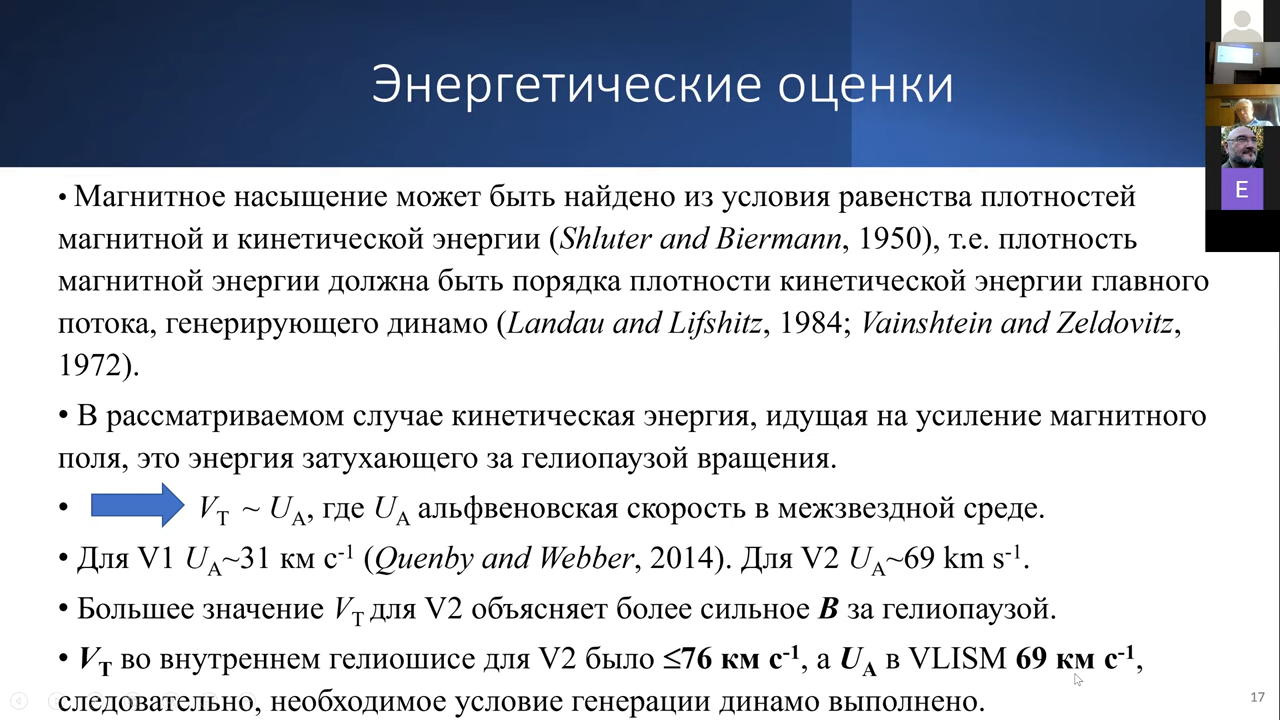 Энергетические оценки
• Магнитное насыщение может быть найдено из условия равенства плотностей
магнитной и кинетической энергии (Shluter and Biermann, 1950), т.е. плотность
магнитной энергии должна быть порядка плотности кинетической энергии главного
потока, генерирующего динамо (Landau and Lifshitz, 1984; Vainshtein and Zeldovitz,
1972).
• В рассматриваемом случае кинетическая энергия, идущая на усиление магнитного
поля, это энергия затухающего за гелиопаузой вращения.
• V_T ~ U_A, где U_A альфвеновская скорость в межзвездной среде.
• Для V1 U_A~31 км с⁻¹ (Quenby and Webber, 2014). Для V2 U_A~69 km s⁻¹.
• Большее значение V_T для V2 объясняет более сильное B за гелиопаузой.
• V_T во внутреннем гелиошисе для V2 было ≤76 км с⁻¹, а U_A в VLISM 69 км с⁻¹,
следовательно, необходимое условие генерации динамо выполнено.
17
E